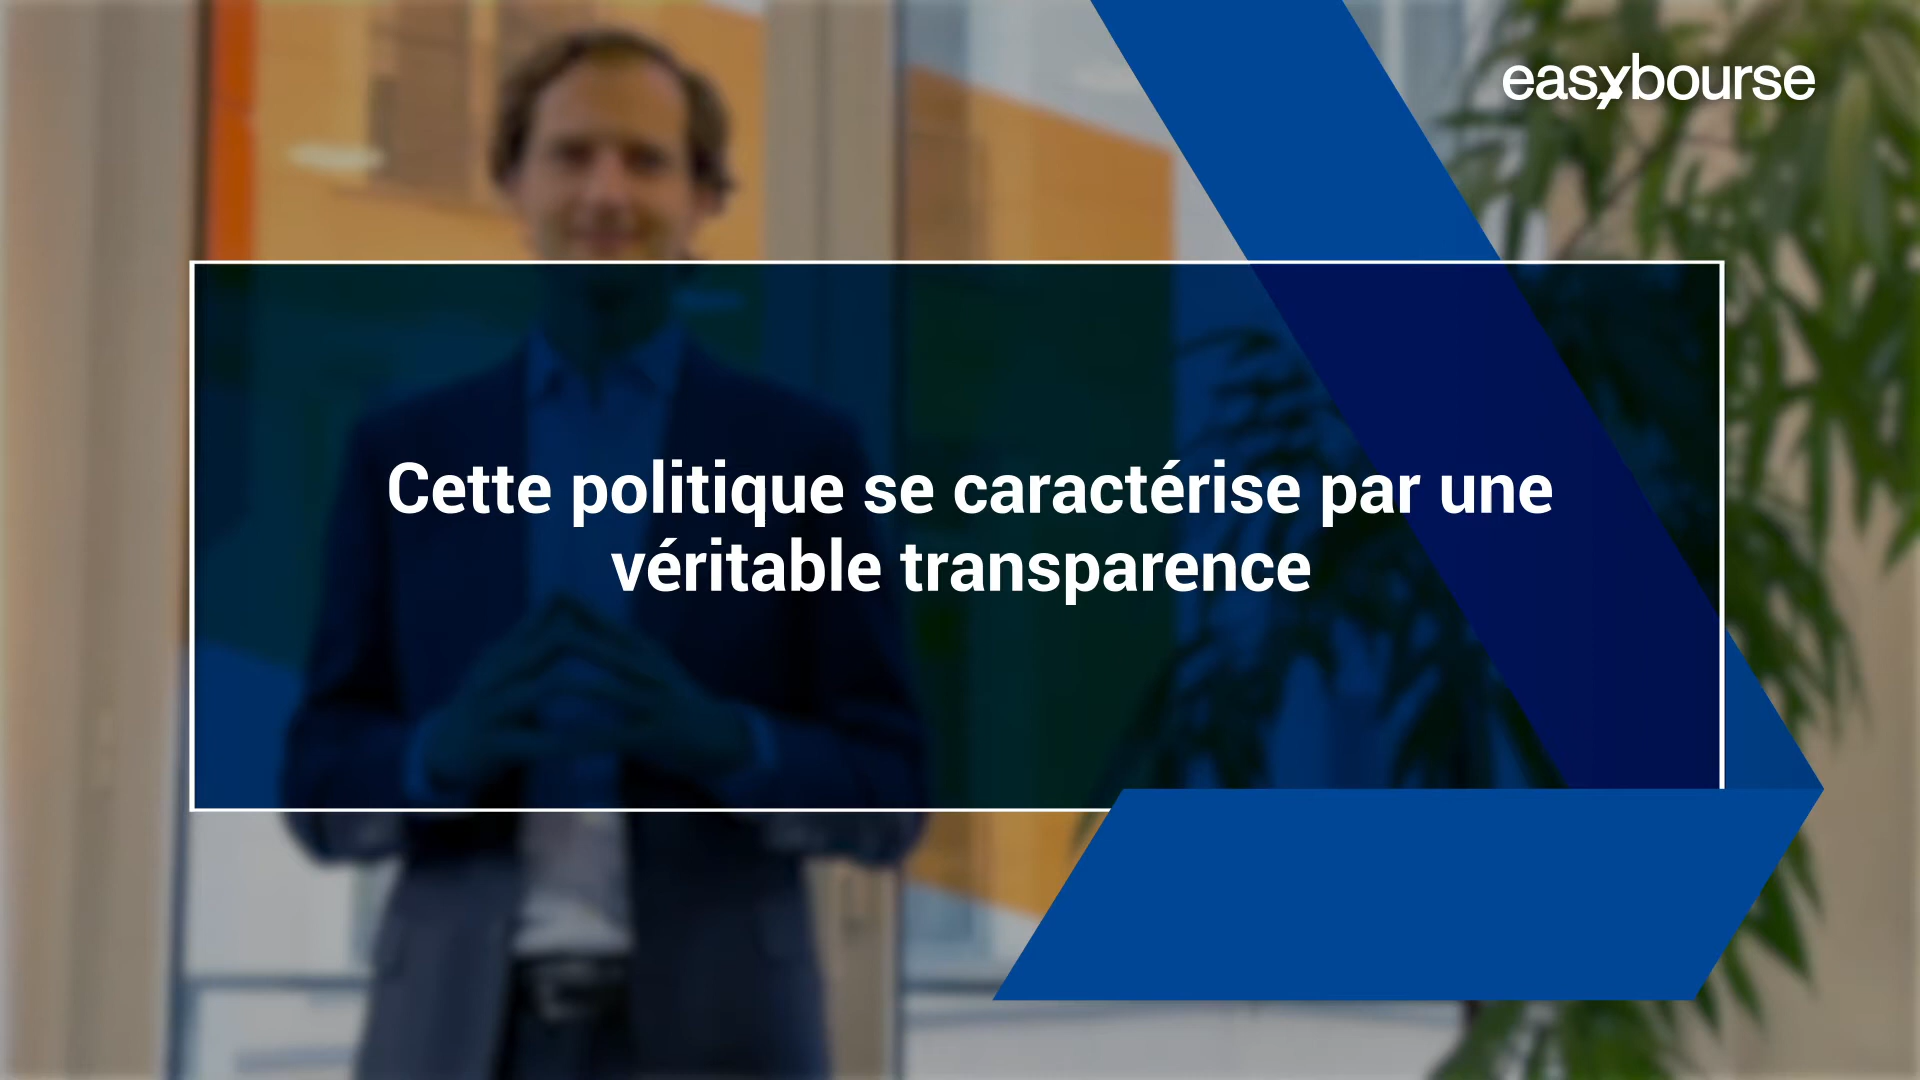 easybourse
Cette politique se caractérise par une
véritable transparence